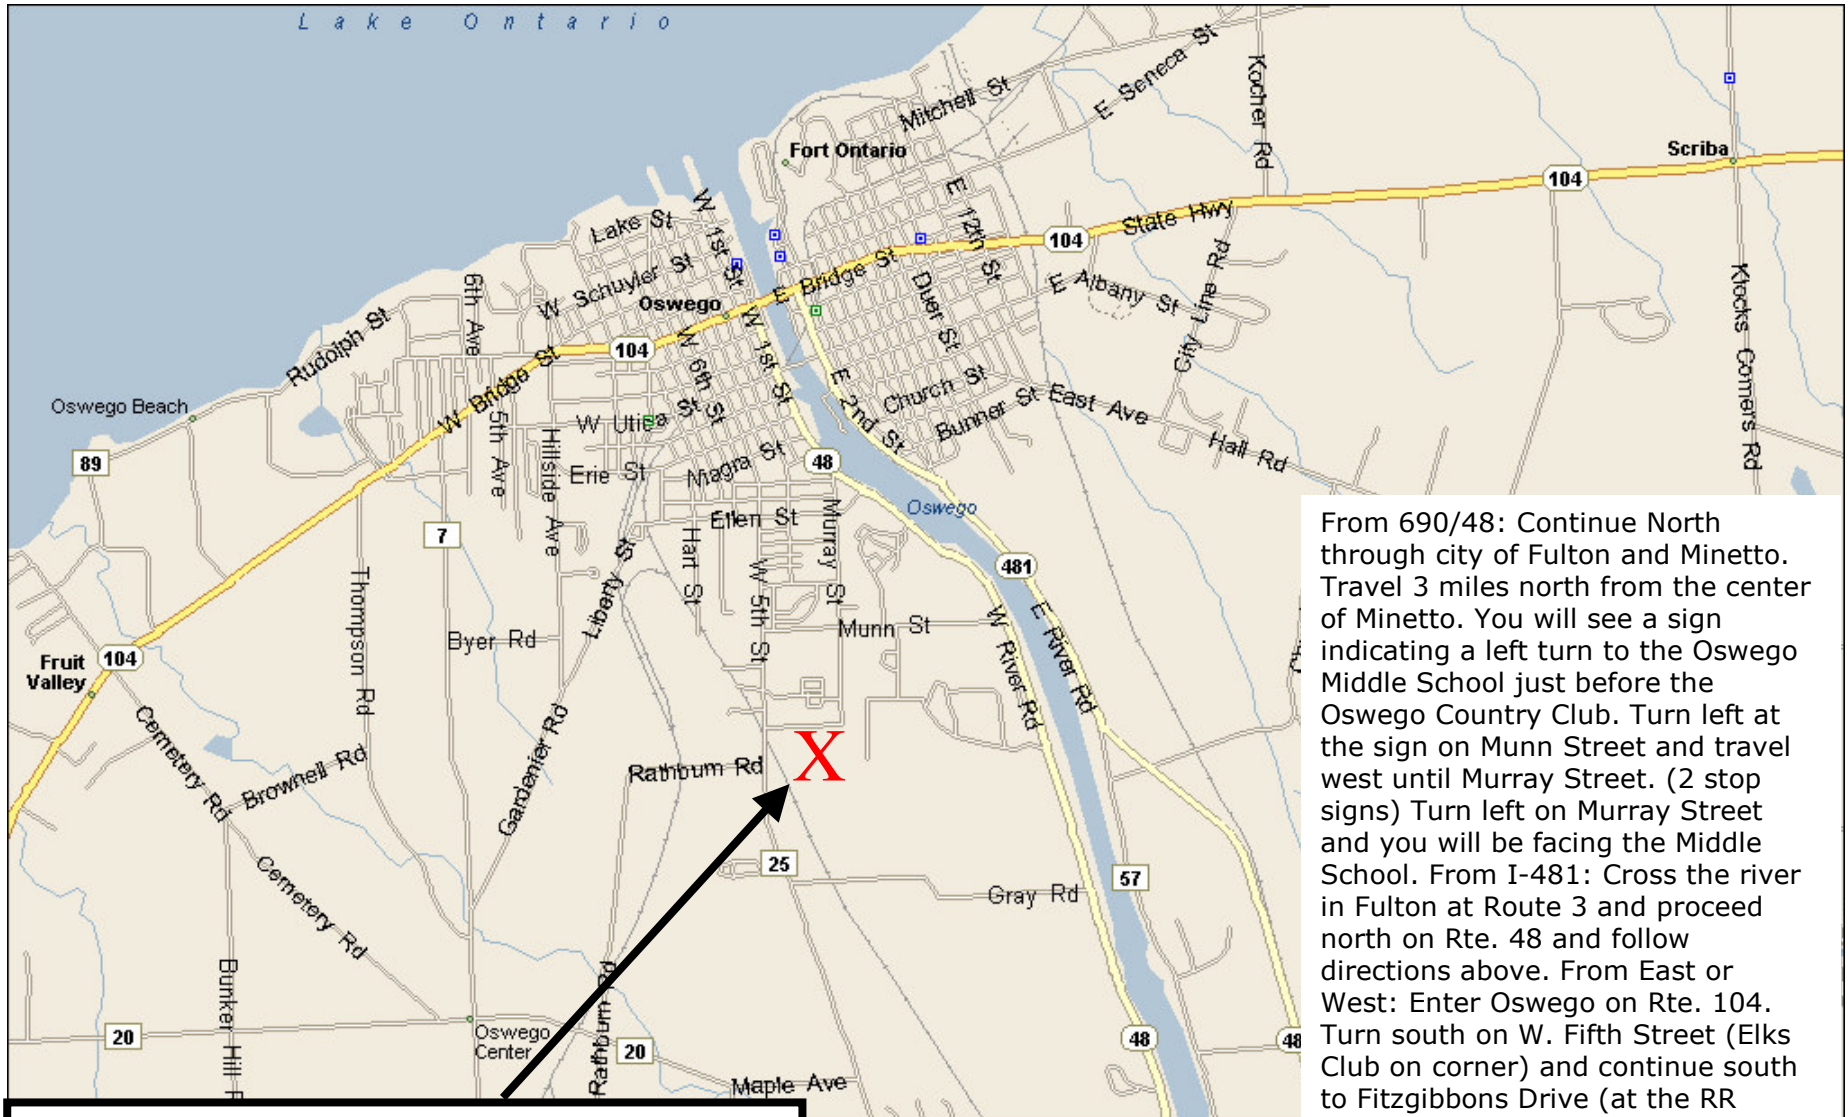 Lake Ontario
Mitchell St
E Seneca St
Kocher Rd
Fort Ontario
Scriba
104
W 1st St
Lake St
E 12th St
State Hwy
104
W Schuyler St
E Bridge St
6th Ave
Oswego
Duer St
E Albany St
City Line Rd
Klocks Corners Rd
Rudolph St
104
W 1st St
W 6th St
W Bridge St
Oswego Beach
5th Ave
W Utica St
E 2nd St
Church St
Bunner St
East Ave
Hall Rd
89
Hillside Ave
Erie St
Niagra St
48
Oswego
Ellen St
Murray St
7
Hart St
W 5th St
Liberty St
481
Thompson Rd
Byer Rd
Munn St
W River Rd
E River Rd
Fruit
Valley
104
Cemetery Rd
Brownell Rd
Gardenier Rd
Rathburn Rd
X
25
57
Gray Rd
Cemetery Rd
Bunker Hill
Rathburn Rd
20
Oswego
Center
20
48
48
Maple Ave
From 690/48: Continue North
through city of Fulton and Minetto.
Travel 3 miles north from the center
of Minetto. You will see a sign
indicating a left turn to the Oswego
Middle School just before the
Oswego Country Club. Turn left at
the sign on Munn Street and travel
west until Murray Street. (2 stop
signs) Turn left on Murray Street
and you will be facing the Middle
School. From I-481: Cross the river
in Fulton at Route 3 and proceed
north on Rte. 48 and follow
directions above. From East or
West: Enter Oswego on Rte. 104.
Turn south on W. Fifth Street (Elks
Club on corner) and continue south
to Fitzgibbons Drive (at the RR